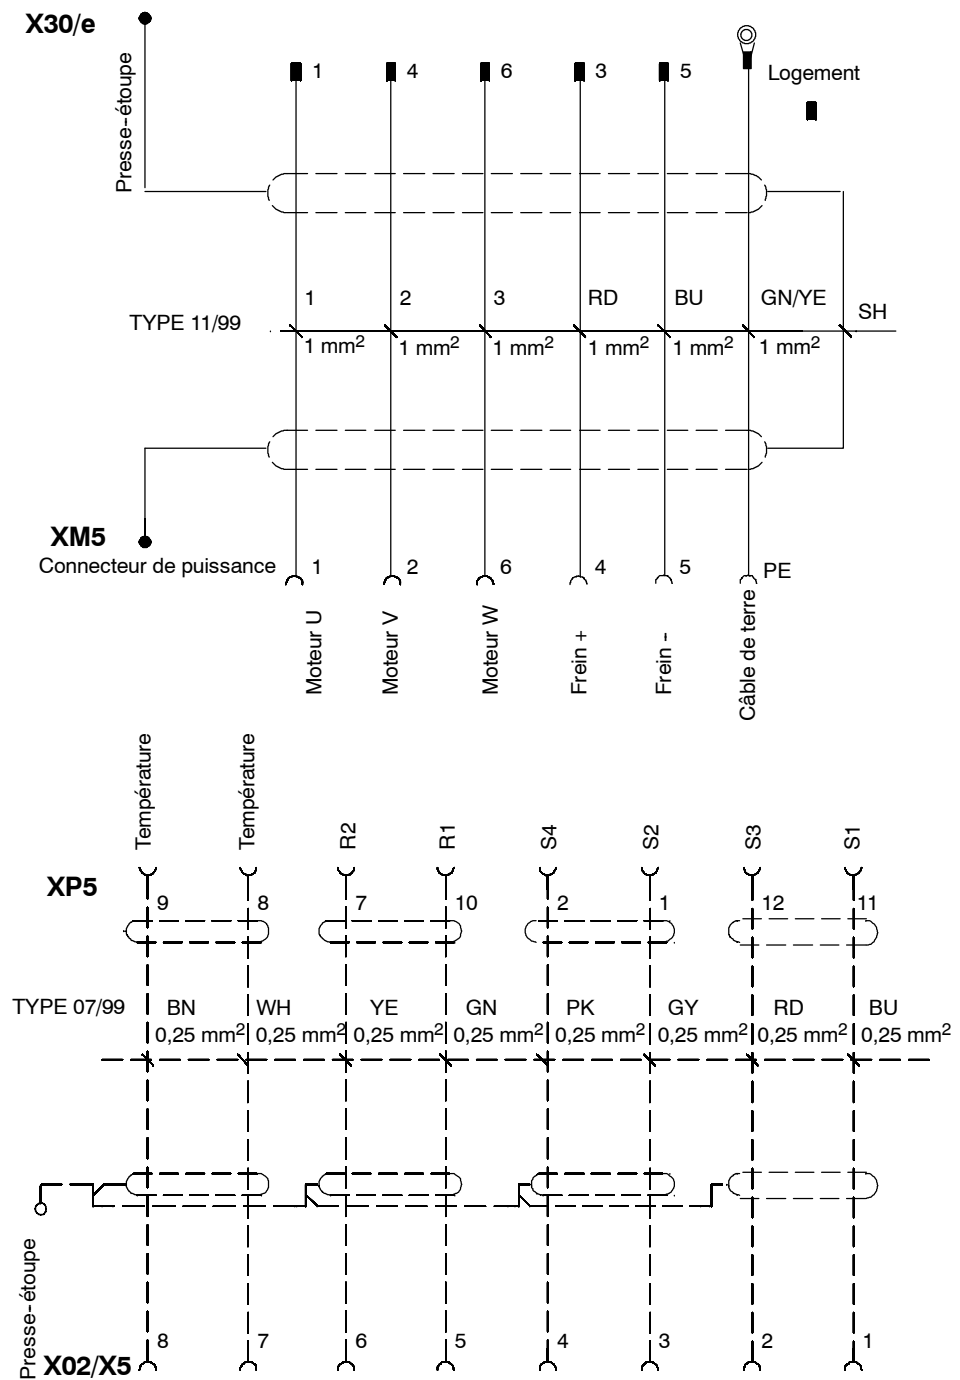 X30/e
Presse-étoupe
1 4 6 3 5
Logement
1 2 3 RD BU GN/YE
SH
TYPE 11/99
1 mm² 1 mm² 1 mm² 1 mm² 1 mm² 1 mm²
XM5
Connecteur de puissance
1 2 6 4 5 PE
Moteur U
Moteur V
Moteur W
Frein +
Frein -
Câble de terre
Température
Température
R2
R1
S4
S2
S3
S1
XP5
9 8 7 10 2 1 12 11
TYPE 07/99
BN WH YE GN PK GY RD BU
0,25 mm² 0,25 mm² 0,25 mm² 0,25 mm² 0,25 mm² 0,25 mm² 0,25 mm² 0,25 mm²
Presse-étoupe
8 7 6 5 4 3 2 1
X02/X5